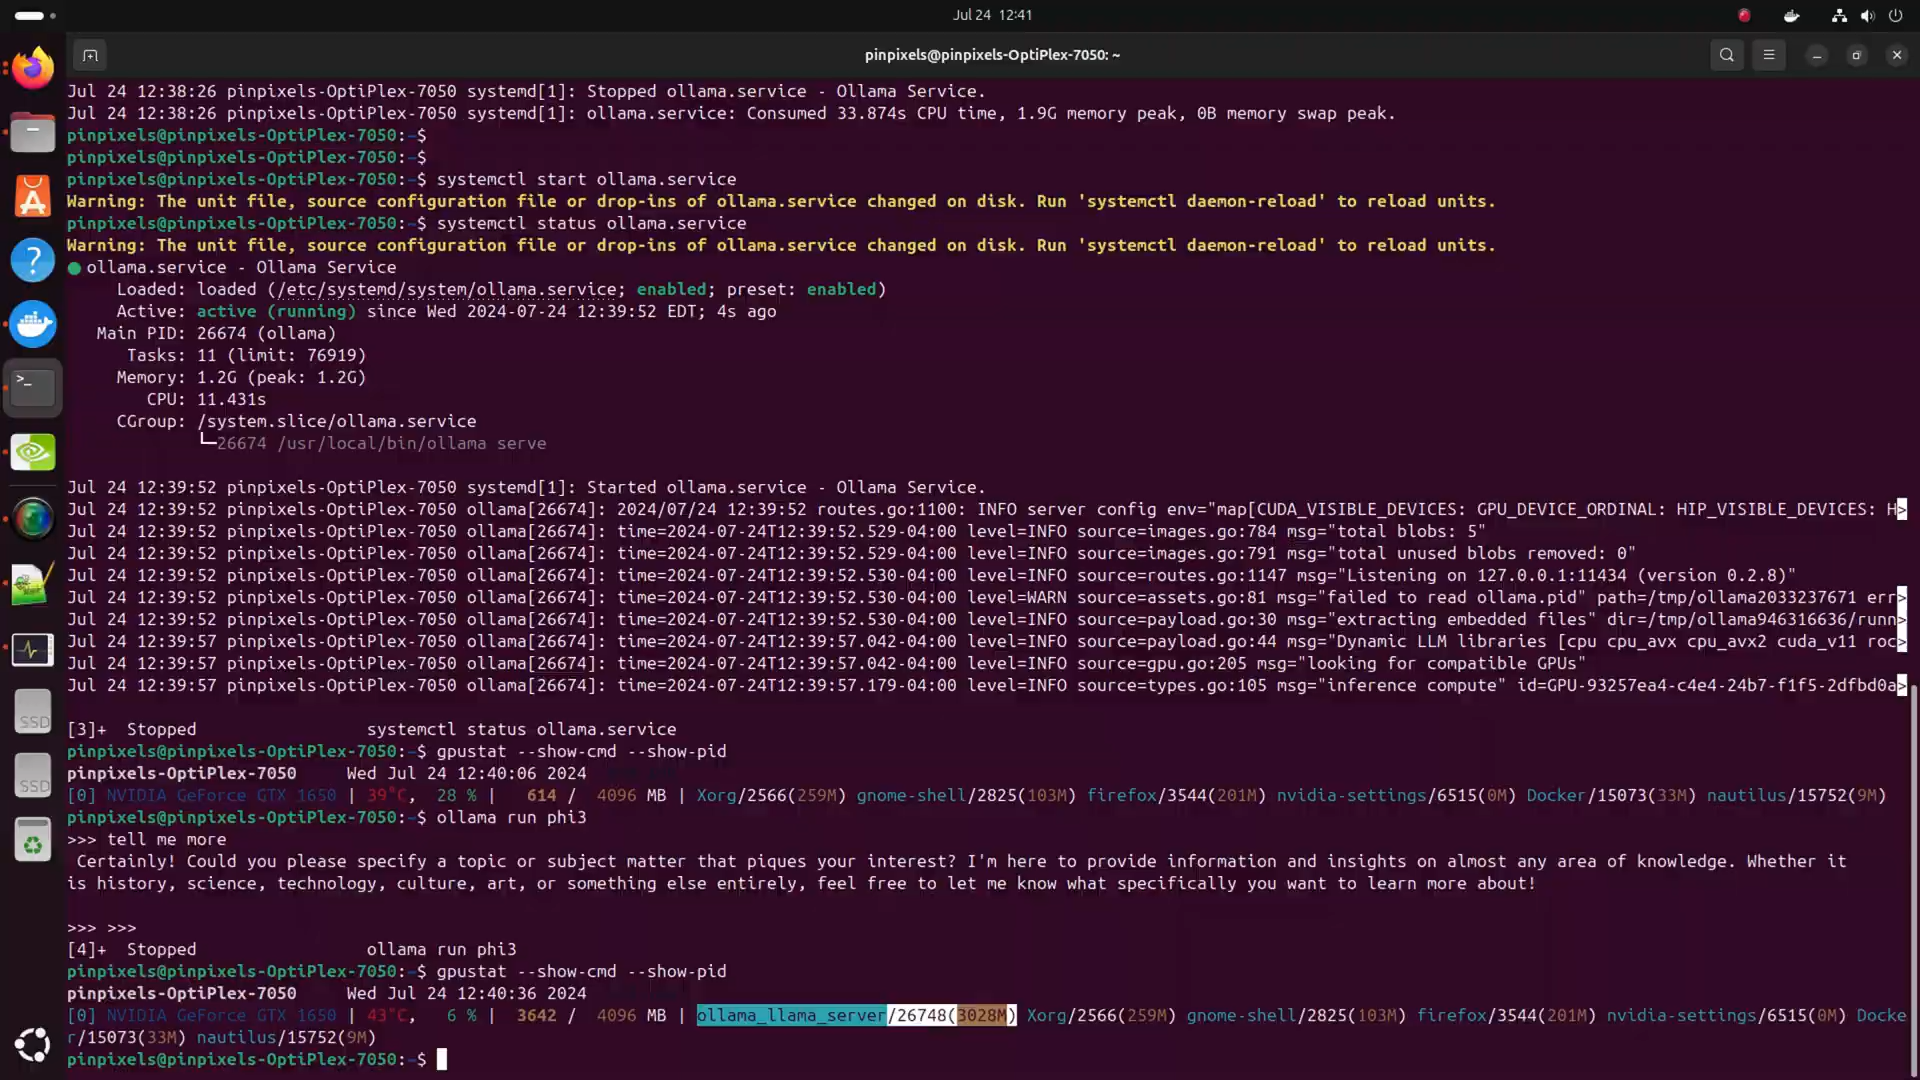 Jul 24  12:41
pinpixels@pinpixels-OptiPlex-7050: ~
Jul 24 12:38:26 pinpixels-OptiPlex-7050 systemd[1]: Stopped ollama.service - Ollama Service.
Jul 24 12:38:26 pinpixels-OptiPlex-7050 systemd[1]: ollama.service: Consumed 33.874s CPU time, 1.9G memory peak, 0B memory swap peak.
pinpixels@pinpixels-OptiPlex-7050:~$
pinpixels@pinpixels-OptiPlex-7050:~$
pinpixels@pinpixels-OptiPlex-7050:~$ systemctl start ollama.service
Warning: The unit file, source configuration file or drop-ins of ollama.service changed on disk. Run 'systemctl daemon-reload' to reload units.
pinpixels@pinpixels-OptiPlex-7050:~$ systemctl status ollama.service
Warning: The unit file, source configuration file or drop-ins of ollama.service changed on disk. Run 'systemctl daemon-reload' to reload units.
● ollama.service - Ollama Service
     Loaded: loaded (/etc/systemd/system/ollama.service; enabled; preset: enabled)
     Active: active (running) since Wed 2024-07-24 12:39:52 EDT; 4s ago
   Main PID: 26674 (ollama)
      Tasks: 11 (limit: 76919)
     Memory: 1.2G (peak: 1.2G)
        CPU: 11.431s
     CGroup: /system.slice/ollama.service
             └─26674 /usr/local/bin/ollama serve
Jul 24 12:39:52 pinpixels-OptiPlex-7050 systemd[1]: Started ollama.service - Ollama Service.
Jul 24 12:39:52 pinpixels-OptiPlex-7050 ollama[26674]: 2024/07/24 12:39:52 routes.go:1100: INFO server config env="map[CUDA_VISIBLE_DEVICES: GPU_DEVICE_ORDINAL: HIP_VISIBLE_DEVICES: H>
Jul 24 12:39:52 pinpixels-OptiPlex-7050 ollama[26674]: time=2024-07-24T12:39:52.529-04:00 level=INFO source=images.go:784 msg="total blobs: 5"
Jul 24 12:39:52 pinpixels-OptiPlex-7050 ollama[26674]: time=2024-07-24T12:39:52.530-04:00 level=INFO source=images.go:791 msg="total unused blobs removed: 0"
Jul 24 12:39:52 pinpixels-OptiPlex-7050 ollama[26674]: time=2024-07-24T12:39:52.530-04:00 level=INFO source=routes.go:1147 msg="Listening on 127.0.0.1:11434 (version 0.2.8)"
Jul 24 12:39:52 pinpixels-OptiPlex-7050 ollama[26674]: time=2024-07-24T12:39:52.530-04:00 level=WARN source=assets.go:81 msg="failed to read ollama.pid" path=/tmp/ollama2033237671 err>
Jul 24 12:39:52 pinpixels-OptiPlex-7050 ollama[26674]: time=2024-07-24T12:39:52.530-04:00 level=INFO source=payload.go:30 msg="extracting embedded files" dir=/tmp/ollama946316636/runn>
Jul 24 12:39:57 pinpixels-OptiPlex-7050 ollama[26674]: time=2024-07-24T12:39:57.042-04:00 level=INFO source=payload.go:44 msg="Dynamic LLM libraries [cpu cpu_avx cpu_avx2 cuda_v11 roc>
Jul 24 12:39:57 pinpixels-OptiPlex-7050 ollama[26674]: time=2024-07-24T12:39:57.042-04:00 level=INFO source=gpu.go:205 msg="looking for compatible GPUs"
Jul 24 12:39:57 pinpixels-OptiPlex-7050 ollama[26674]: time=2024-07-24T12:39:57.179-04:00 level=INFO source=types.go:105 msg="inference compute" id=GPU-93257ea4-c4e4-24b7-f1f5-2dfbd0a>
[3]+  Stopped                 systemctl status ollama.service
pinpixels@pinpixels-OptiPlex-7050:~$ gpustat --show-cmd --show-pid
pinpixels-OptiPlex-7050     Wed Jul 24 12:40:06 2024
[0] NVIDIA GeForce GTX 1650 | 39°C,  28 % |   614 /  4096 MB | Xorg/2566(259M) gnome-shell/2825(103M) firefox/3544(201M) nvidia-settings/6515(0M) Docker/15073(33M) nautilus/15752(9M)
pinpixels@pinpixels-OptiPlex-7050:~$ ollama run phi3
>>> tell me more
 Certainly! Could you please specify a topic or subject matter that piques your interest? I'm here to provide information and insights on almost any area of knowledge. Whether it
is history, science, technology, culture, art, or something else entirely, feel free to let me know what specifically you want to learn more about!
>>> >>>
[4]+  Stopped                 ollama run phi3
pinpixels@pinpixels-OptiPlex-7050:~$ gpustat --show-cmd --show-pid
pinpixels-OptiPlex-7050     Wed Jul 24 12:40:36 2024
[0] NVIDIA GeForce GTX 1650 | 43°C,   6 % |  3642 /  4096 MB | ollama_llama_server/26748(3028M) Xorg/2566(259M) gnome-shell/2825(103M) firefox/3544(201M) nvidia-settings/6515(0M) Docke
r/15073(33M) nautilus/15752(9M)
pinpixels@pinpixels-OptiPlex-7050:~$
SSD
SSD